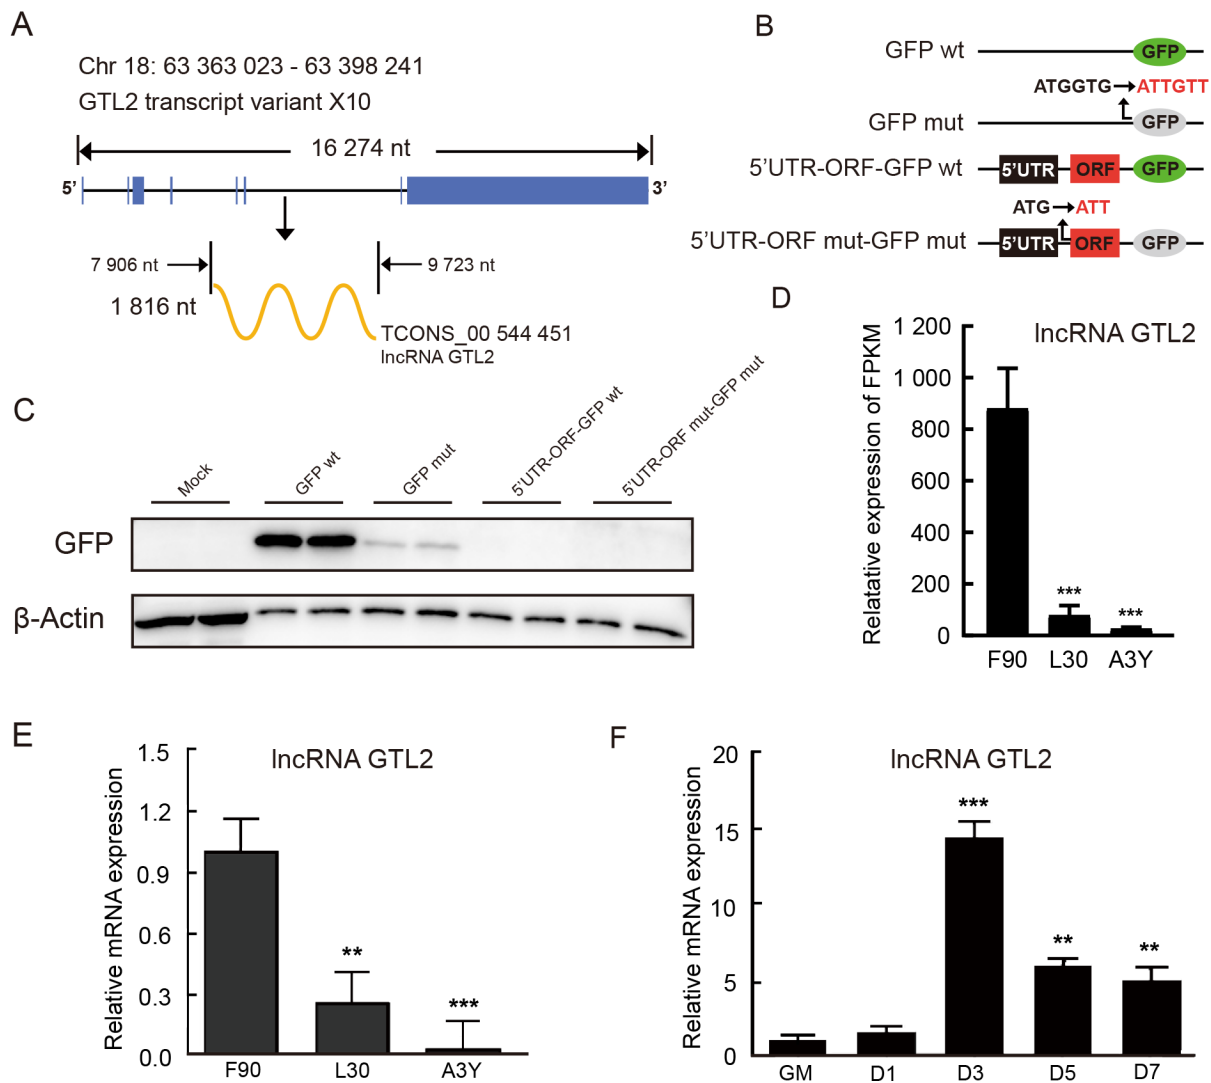 A
Chr 18: 63 363 023 - 63 398 241
GTL2 transcript variant X10
16 274 nt
5’
3’
7 906 nt
9 723 nt
1 816 nt
TCONS_00 544 451
lncRNA GTL2
B
GFP wt
GFP
ATGGTG
ATTGTT
GFP mut
GFP
5’UTR-ORF-GFP wt
5’UTR
ORF
GFP
ATG
ATT
5’UTR-ORF mut-GFP mut
5’UTR
ORF
GFP
C
Mock
GFP wt
GFP mut
5’UTR-ORF-GFP wt
5’UTR-ORF mut-GFP mut
GFP
β-Actin
D
lncRNA GTL2
Relatative expression of FPKM
1 200
1 000
800
600
400
200
0
***
***
F90
L30
A3Y
E
lncRNA GTL2
Relative mRNA expression
1.5
1.2
0.9
0.6
0.3
0.0
**
***
F90
L30
A3Y
F
lncRNA GTL2
Relative mRNA expression
20
15
10
5
0
***
**
**
GM
D1
D3
D5
D7